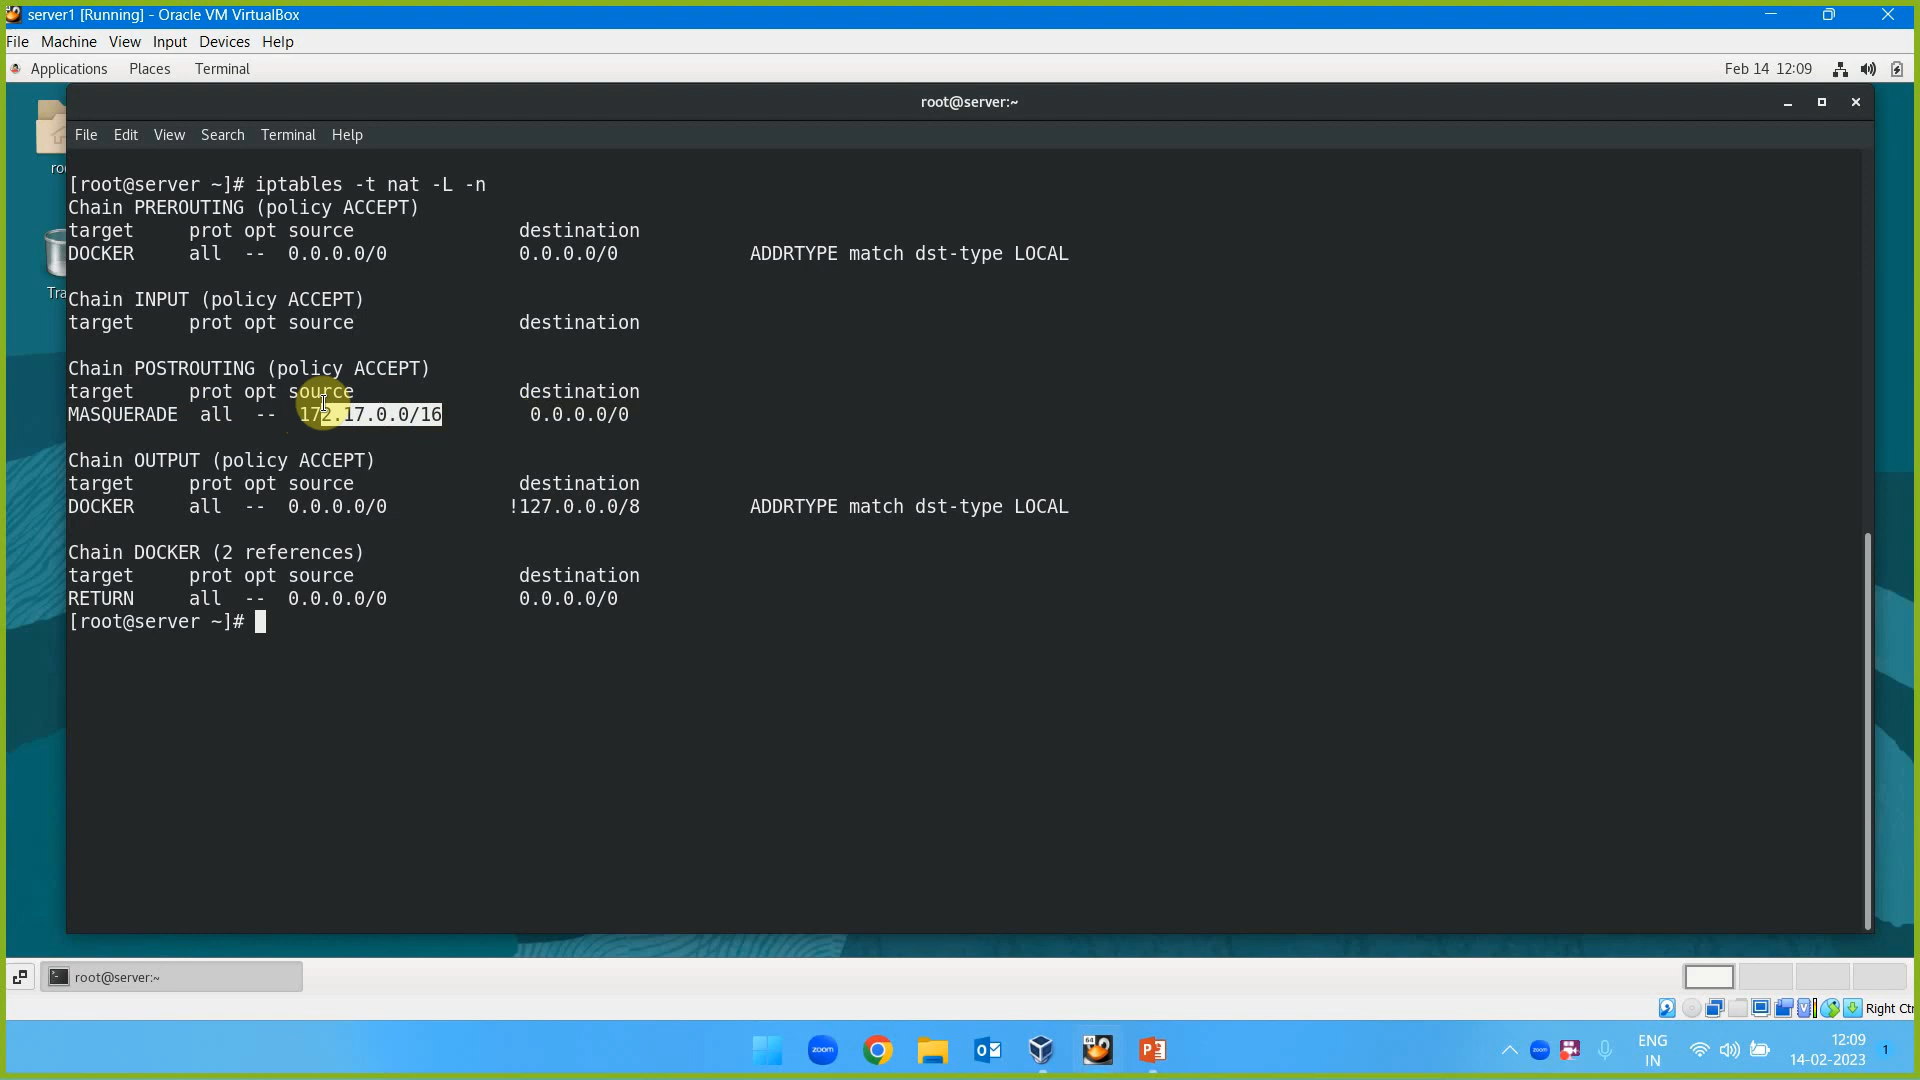 server1 [Running] - Oracle VM VirtualBox
File Machine View Input Devices Help
Applications Places Terminal Feb 14 12:09
root@server:~
File Edit View Search Terminal Help
[root@server ~]# iptables -t nat -L -n
Chain PREROUTING (policy ACCEPT)
target prot opt source destination
DOCKER all -- 0.0.0.0/0 0.0.0.0/0 ADDRTYPE match dst-type LOCAL
Chain INPUT (policy ACCEPT)
target prot opt source destination
Chain POSTROUTING (policy ACCEPT)
target prot opt source destination
MASQUERADE all -- 172.17.0.0/16 0.0.0.0/0
Chain OUTPUT (policy ACCEPT)
target prot opt source destination
DOCKER all -- 0.0.0.0/0 !127.0.0.0/8 ADDRTYPE match dst-type LOCAL
Chain DOCKER (2 references)
target prot opt source destination
RETURN all -- 0.0.0.0/0 0.0.0.0/0
[root@server ~]#
roo
Tra
root@server:~
Right Ctr
zoom
64
zoom
ENG
IN
12:09
14-02-2023
1